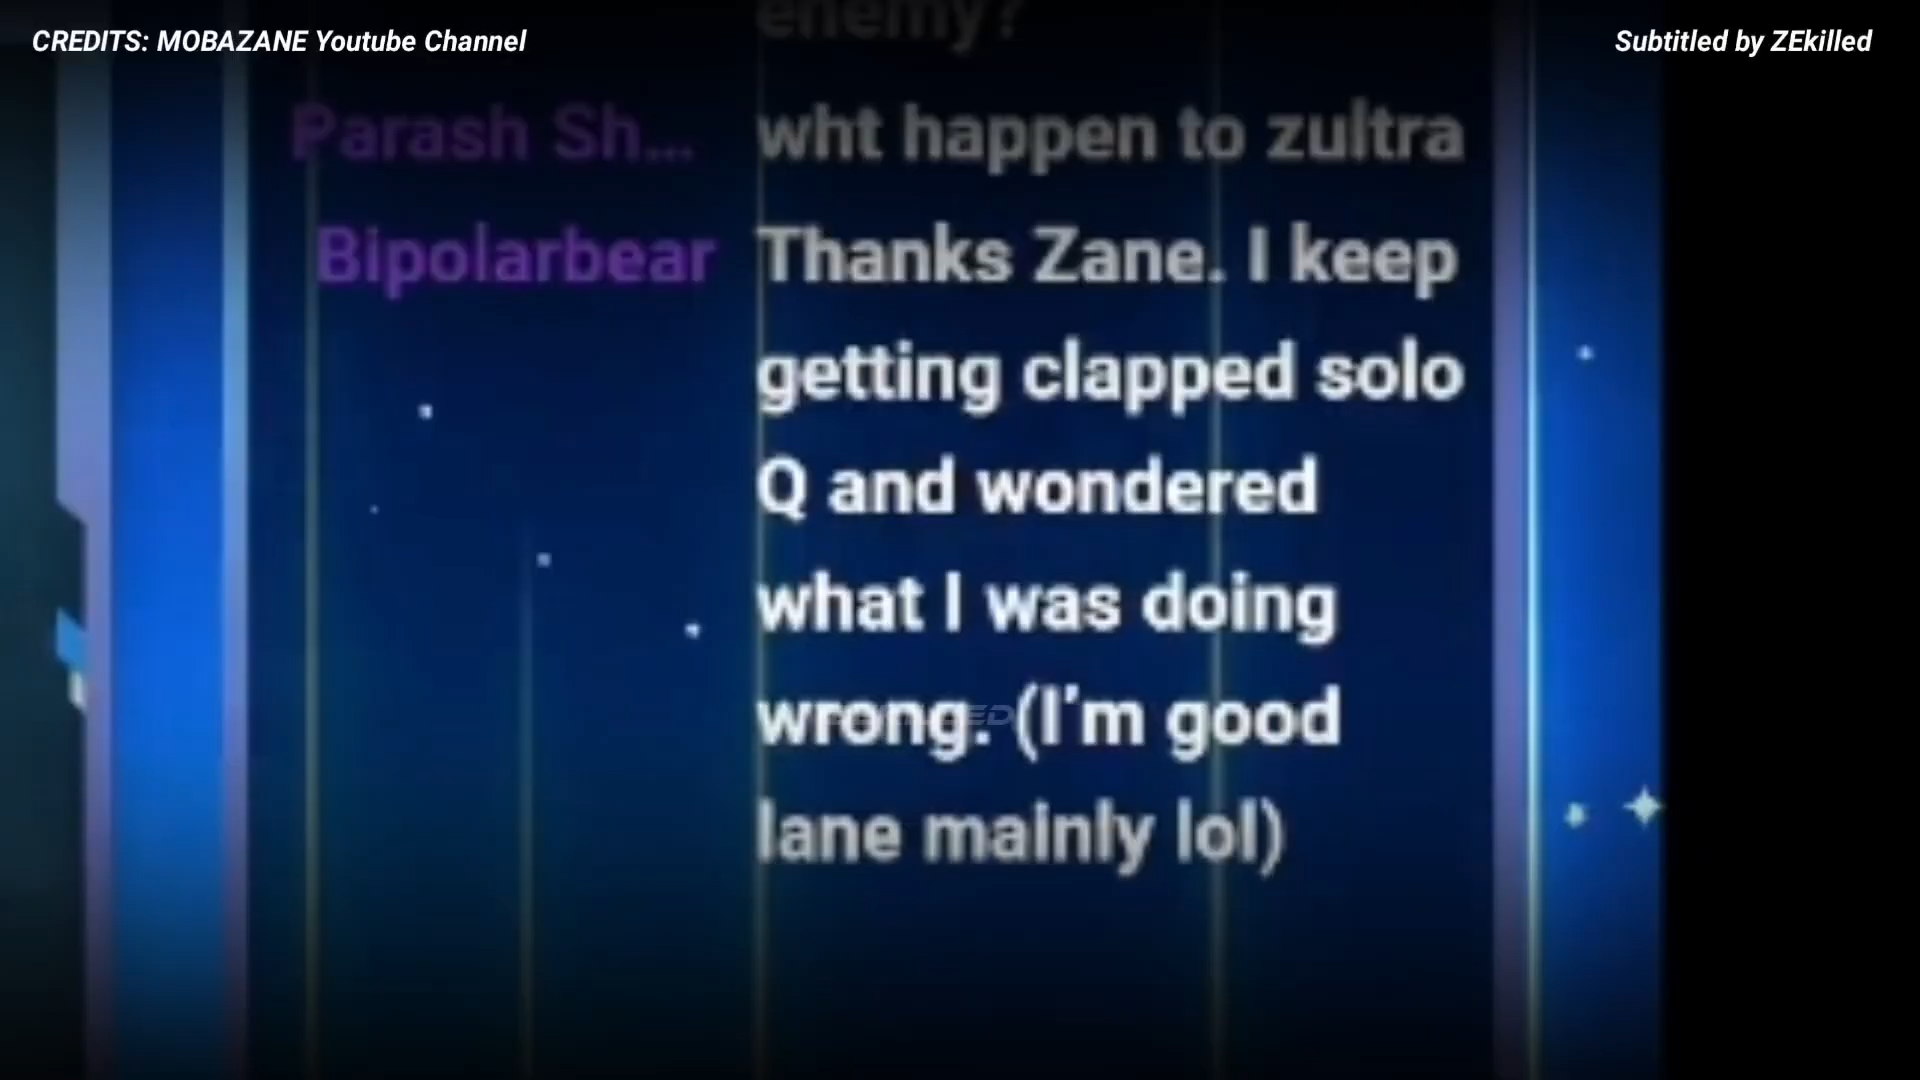 CREDITS: MOBAZANE Youtube Channel
Subtitled by ZEkilled
enemy?
Parash Sh... wht happen to zultra
Bipolarbear Thanks Zane. I keep
getting clapped solo
Q and wondered
what I was doing
wrong. (I'm good
lane mainly lol)